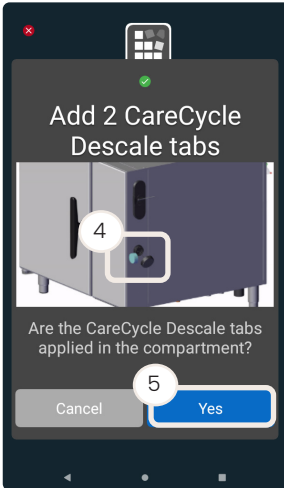 Add 2 CareCycle
Descale tabs
4
Are the CareCycle Descale tabs
applied in the compartment?
5
Cancel
Yes